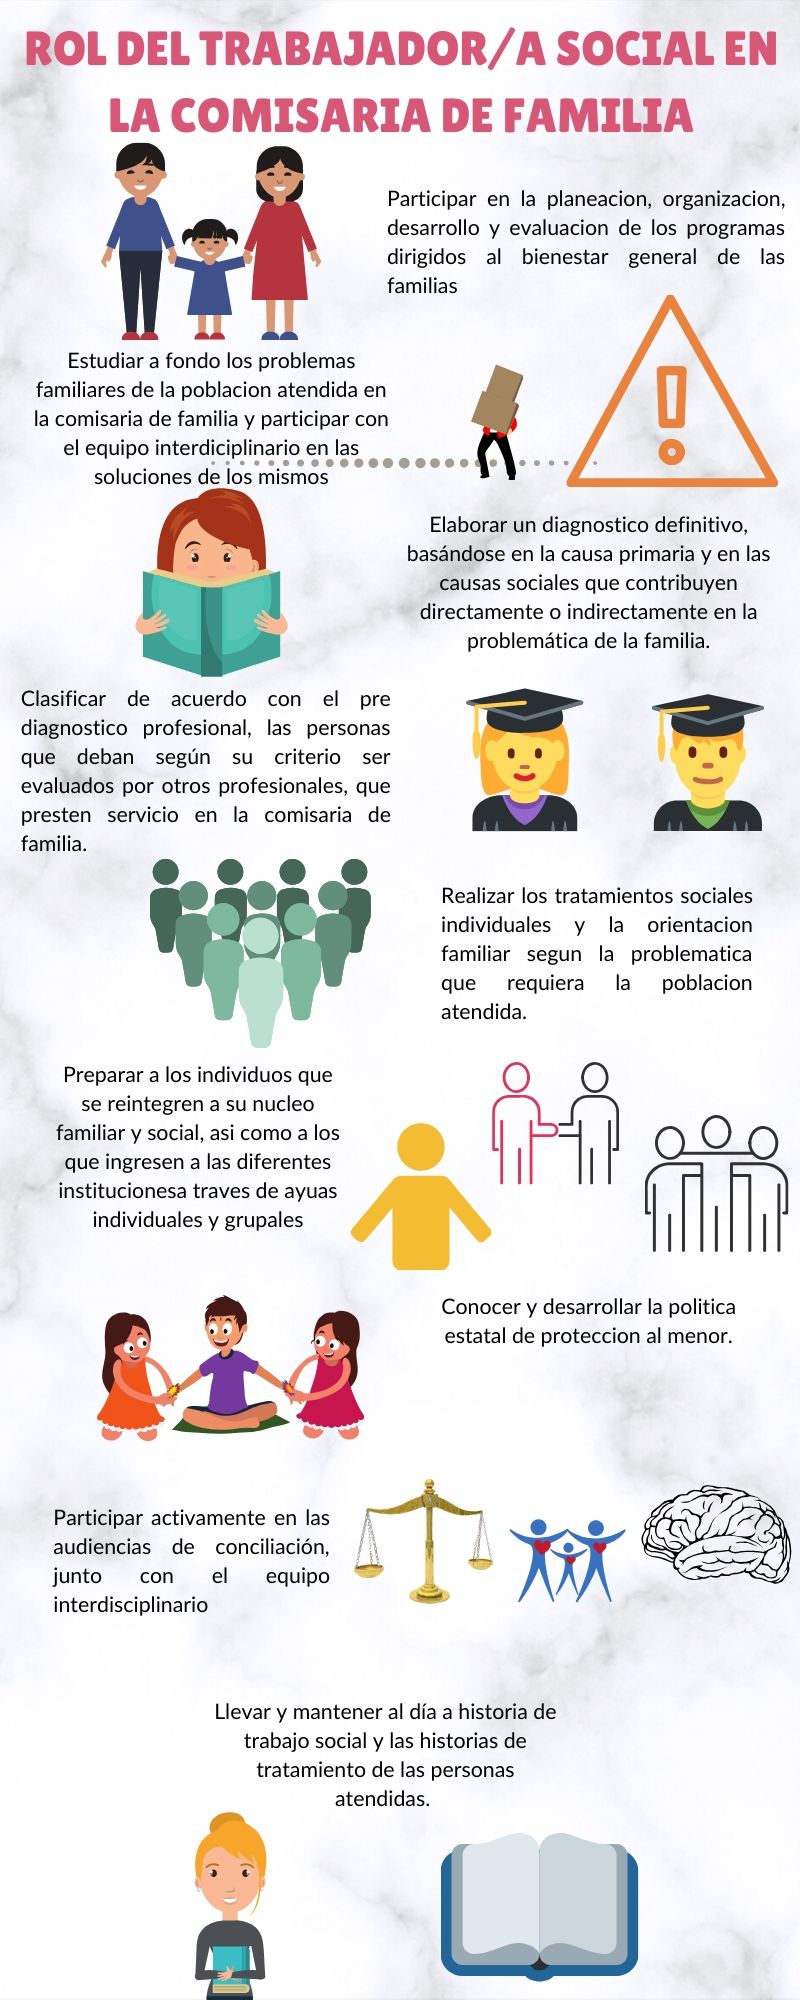 ROL DEL TRABAJADOR/A SOCIAL EN
LA COMISARIA DE FAMILIA
Participar en la planeacion, organizacion,
desarrollo y evaluacion de los programas
dirigidos al bienestar general de las
familias
Estudiar a fondo los problemas
familiares de la poblacion atendida en
la comisaria de familia y participar con
el equipo interdiciplinario en las
soluciones de los mismos
Elaborar un diagnostico definitivo,
basándose en la causa primaria y en las
causas sociales que contribuyen
directamente o indirectamente en la
problemática de la familia.
Clasificar de acuerdo con el pre
diagnostico profesional, las personas
que deban según su criterio ser
evaluados por otros profesionales, que
presten servicio en la comisaria de
familia.
Realizar los tratamientos sociales
individuales y la orientacion
familiar segun la problematica
que requiera la poblacion
atendida.
Preparar a los individuos que
se reintegren a su nucleo
familiar y social, asi como a los
que ingresen a las diferentes
institucionesa traves de ayuas
individuales y grupales
Conocer y desarrollar la politica
estatal de proteccion al menor.
Participar activamente en las
audiencias de conciliación,
junto con el equipo
interdisciplinario
Llevar y mantener al día a historia de
trabajo social y las historias de
tratamiento de las personas
atendidas.